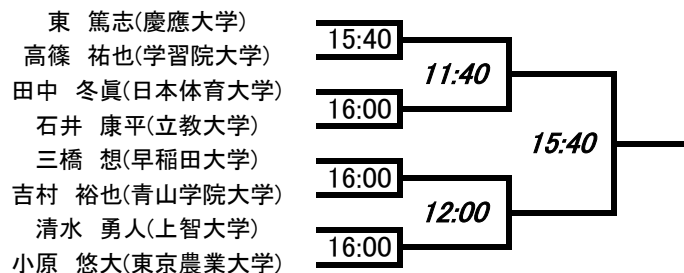 東　篤志(慶應大学)
高篠　祐也(学習院大学)
田中　冬眞(日本体育大学)
石井　康平(立教大学)
三橋　想(早稲田大学)
吉村　裕也(青山学院大学)
清水　勇人(上智大学)
小原　悠大(東京農業大学)
15:40
16:00
16:00
16:00
11:40
12:00
15:40